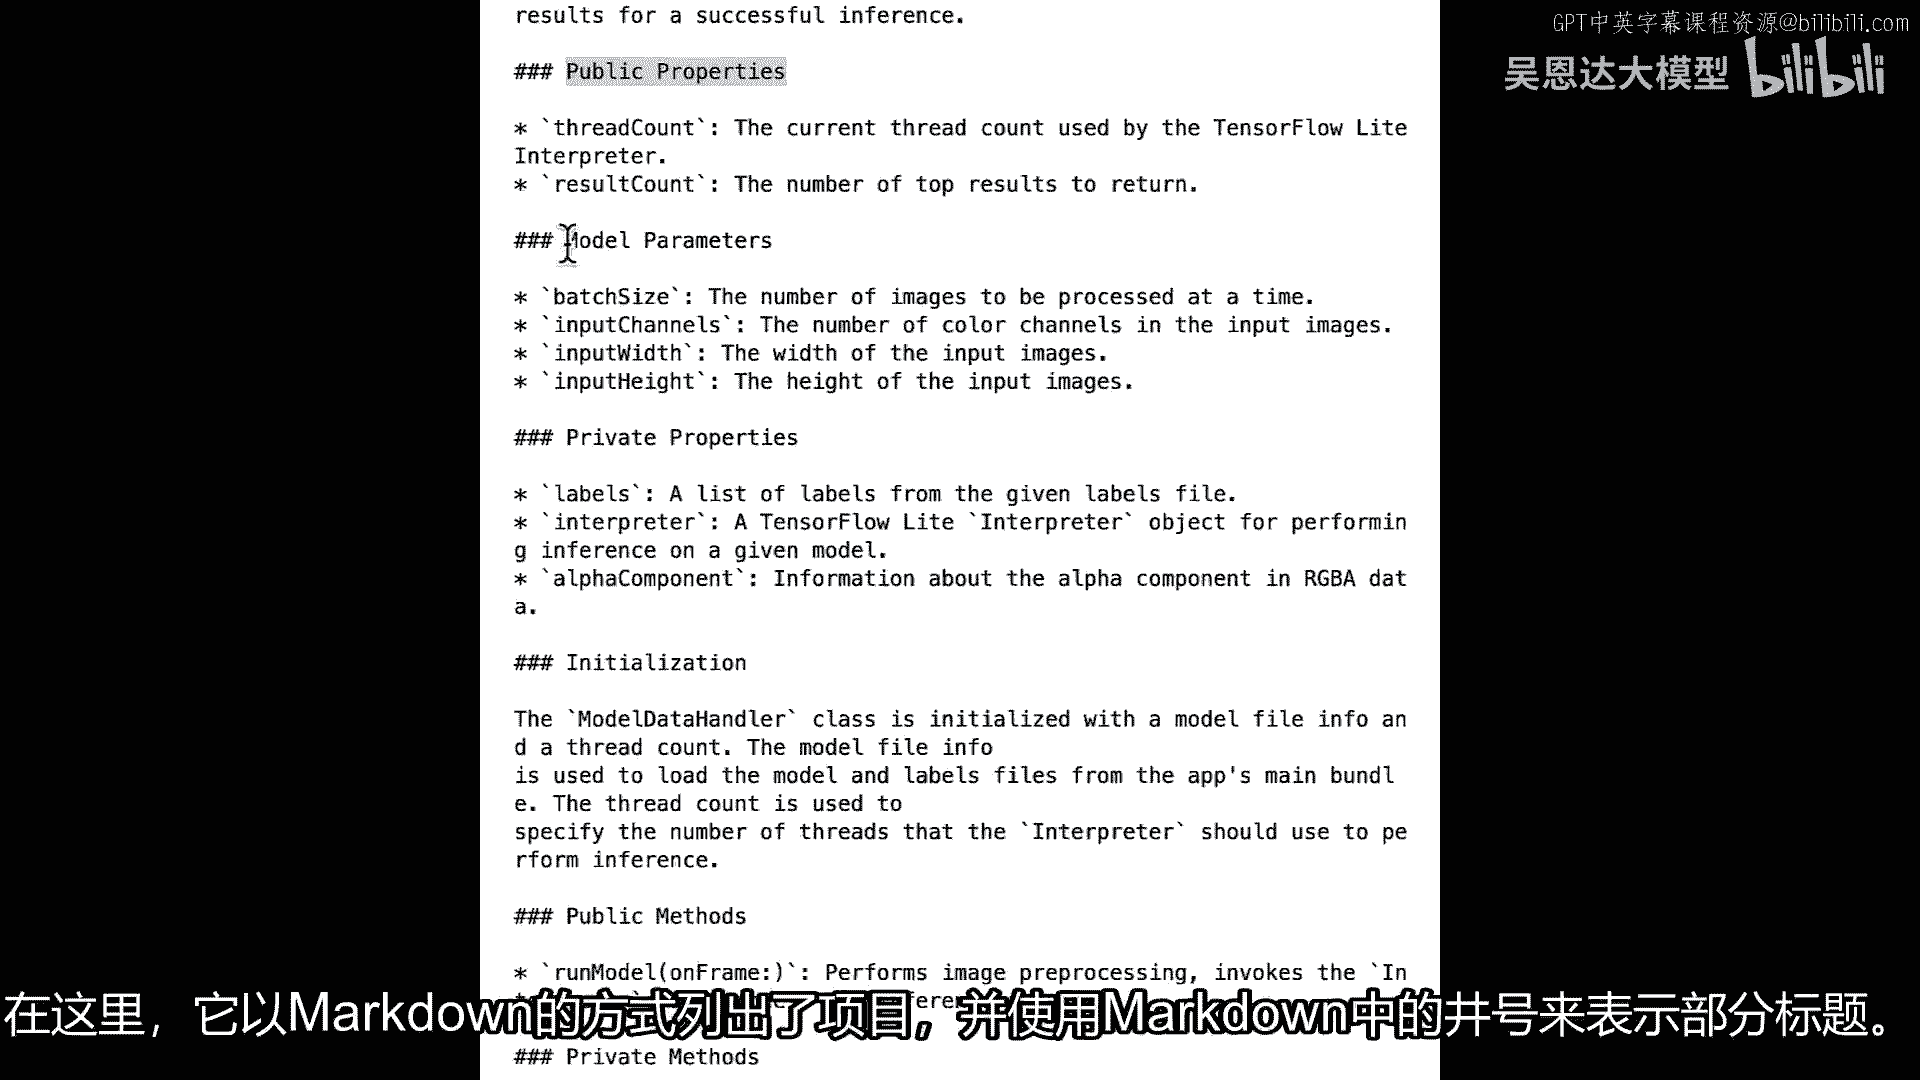 results for a successful inference.
GPT中英字幕课程资源@bilibili.com
吴恩达大模型 bilibili
### Public Properties
* `threadCount`: The current thread count used by the TensorFlow Lite
Interpreter.
* `resultCount`: The number of top results to return.
### Model Parameters
* `batchSize`: The number of images to be processed at a time.
* `inputChannels`: The number of color channels in the input images.
* `inputWidth`: The width of the input images.
* `inputHeight`: The height of the input images.
### Private Properties
* `labels`: A list of labels from the given labels file.
* `interpreter`: A TensorFlow Lite `Interpreter` object for performin
g inference on a given model.
* `alphaComponent`: Information about the alpha component in RGBA dat
a.
### Initialization
The `ModelDataHandler` class is initialized with a model file info an
d a thread count. The model file info
is used to load the model and labels files from the app's main bundl
e. The thread count is used to
specify the number of threads that the `Interpreter` should use to pe
rform inference.
### Public Methods
* `runModel(onFrame:)`: Performs image preprocessing, invokes the `In
在这里，它以Markdown的方式列出了项目，并使用Markdown中的井号来表示部分标题。
### Private Methods